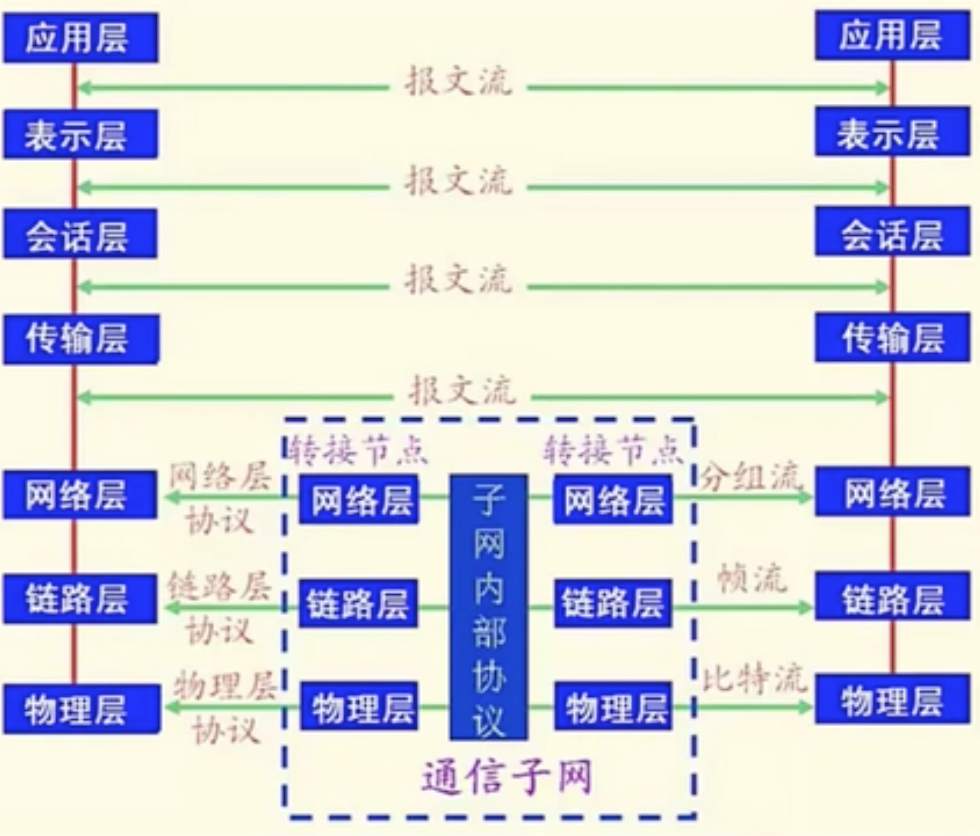 应用层
应用层
报文流
表示层
表示层
报文流
会话层
会话层
报文流
传输层
传输层
报文流
转接节点
转接节点
网络层
网络层
协议
网络层
子网内部协议
网络层
分组流
网络层
链路层
链路层
协议
链路层
链路层
帧流
链路层
物理层
物理层
协议
物理层
物理层
比特流
物理层
通信子网